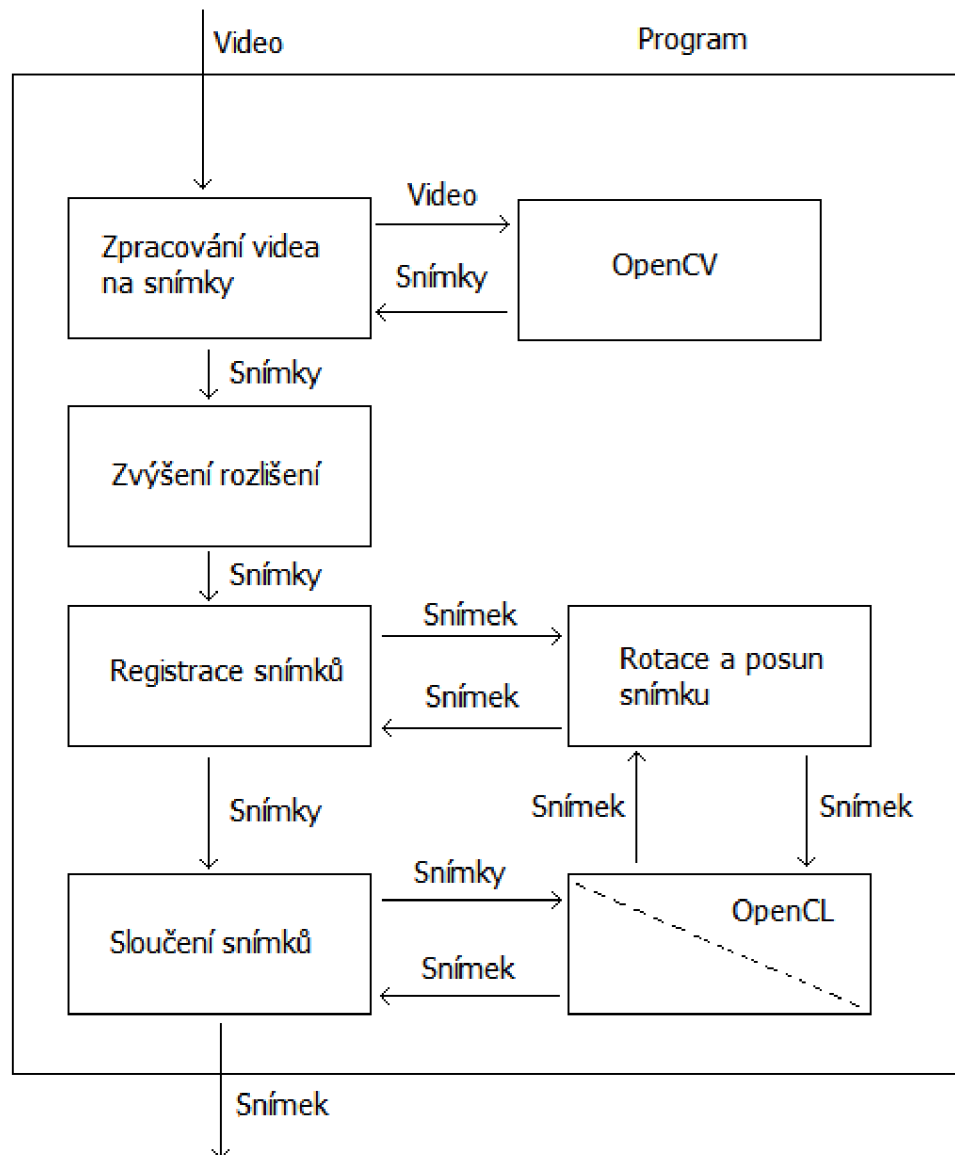 Video
Program
Zpracování videa
na snímky
Video
Snímky
OpenCV
Snímky
Zvýšení rozlišení
Snímky
Registrace snímků
Snímek
Snímek
Rotace a posun
snímku
Snímky
Snímek
Snímek
Sloučení snímků
Snímky
Snímek
OpenCL
Snímek